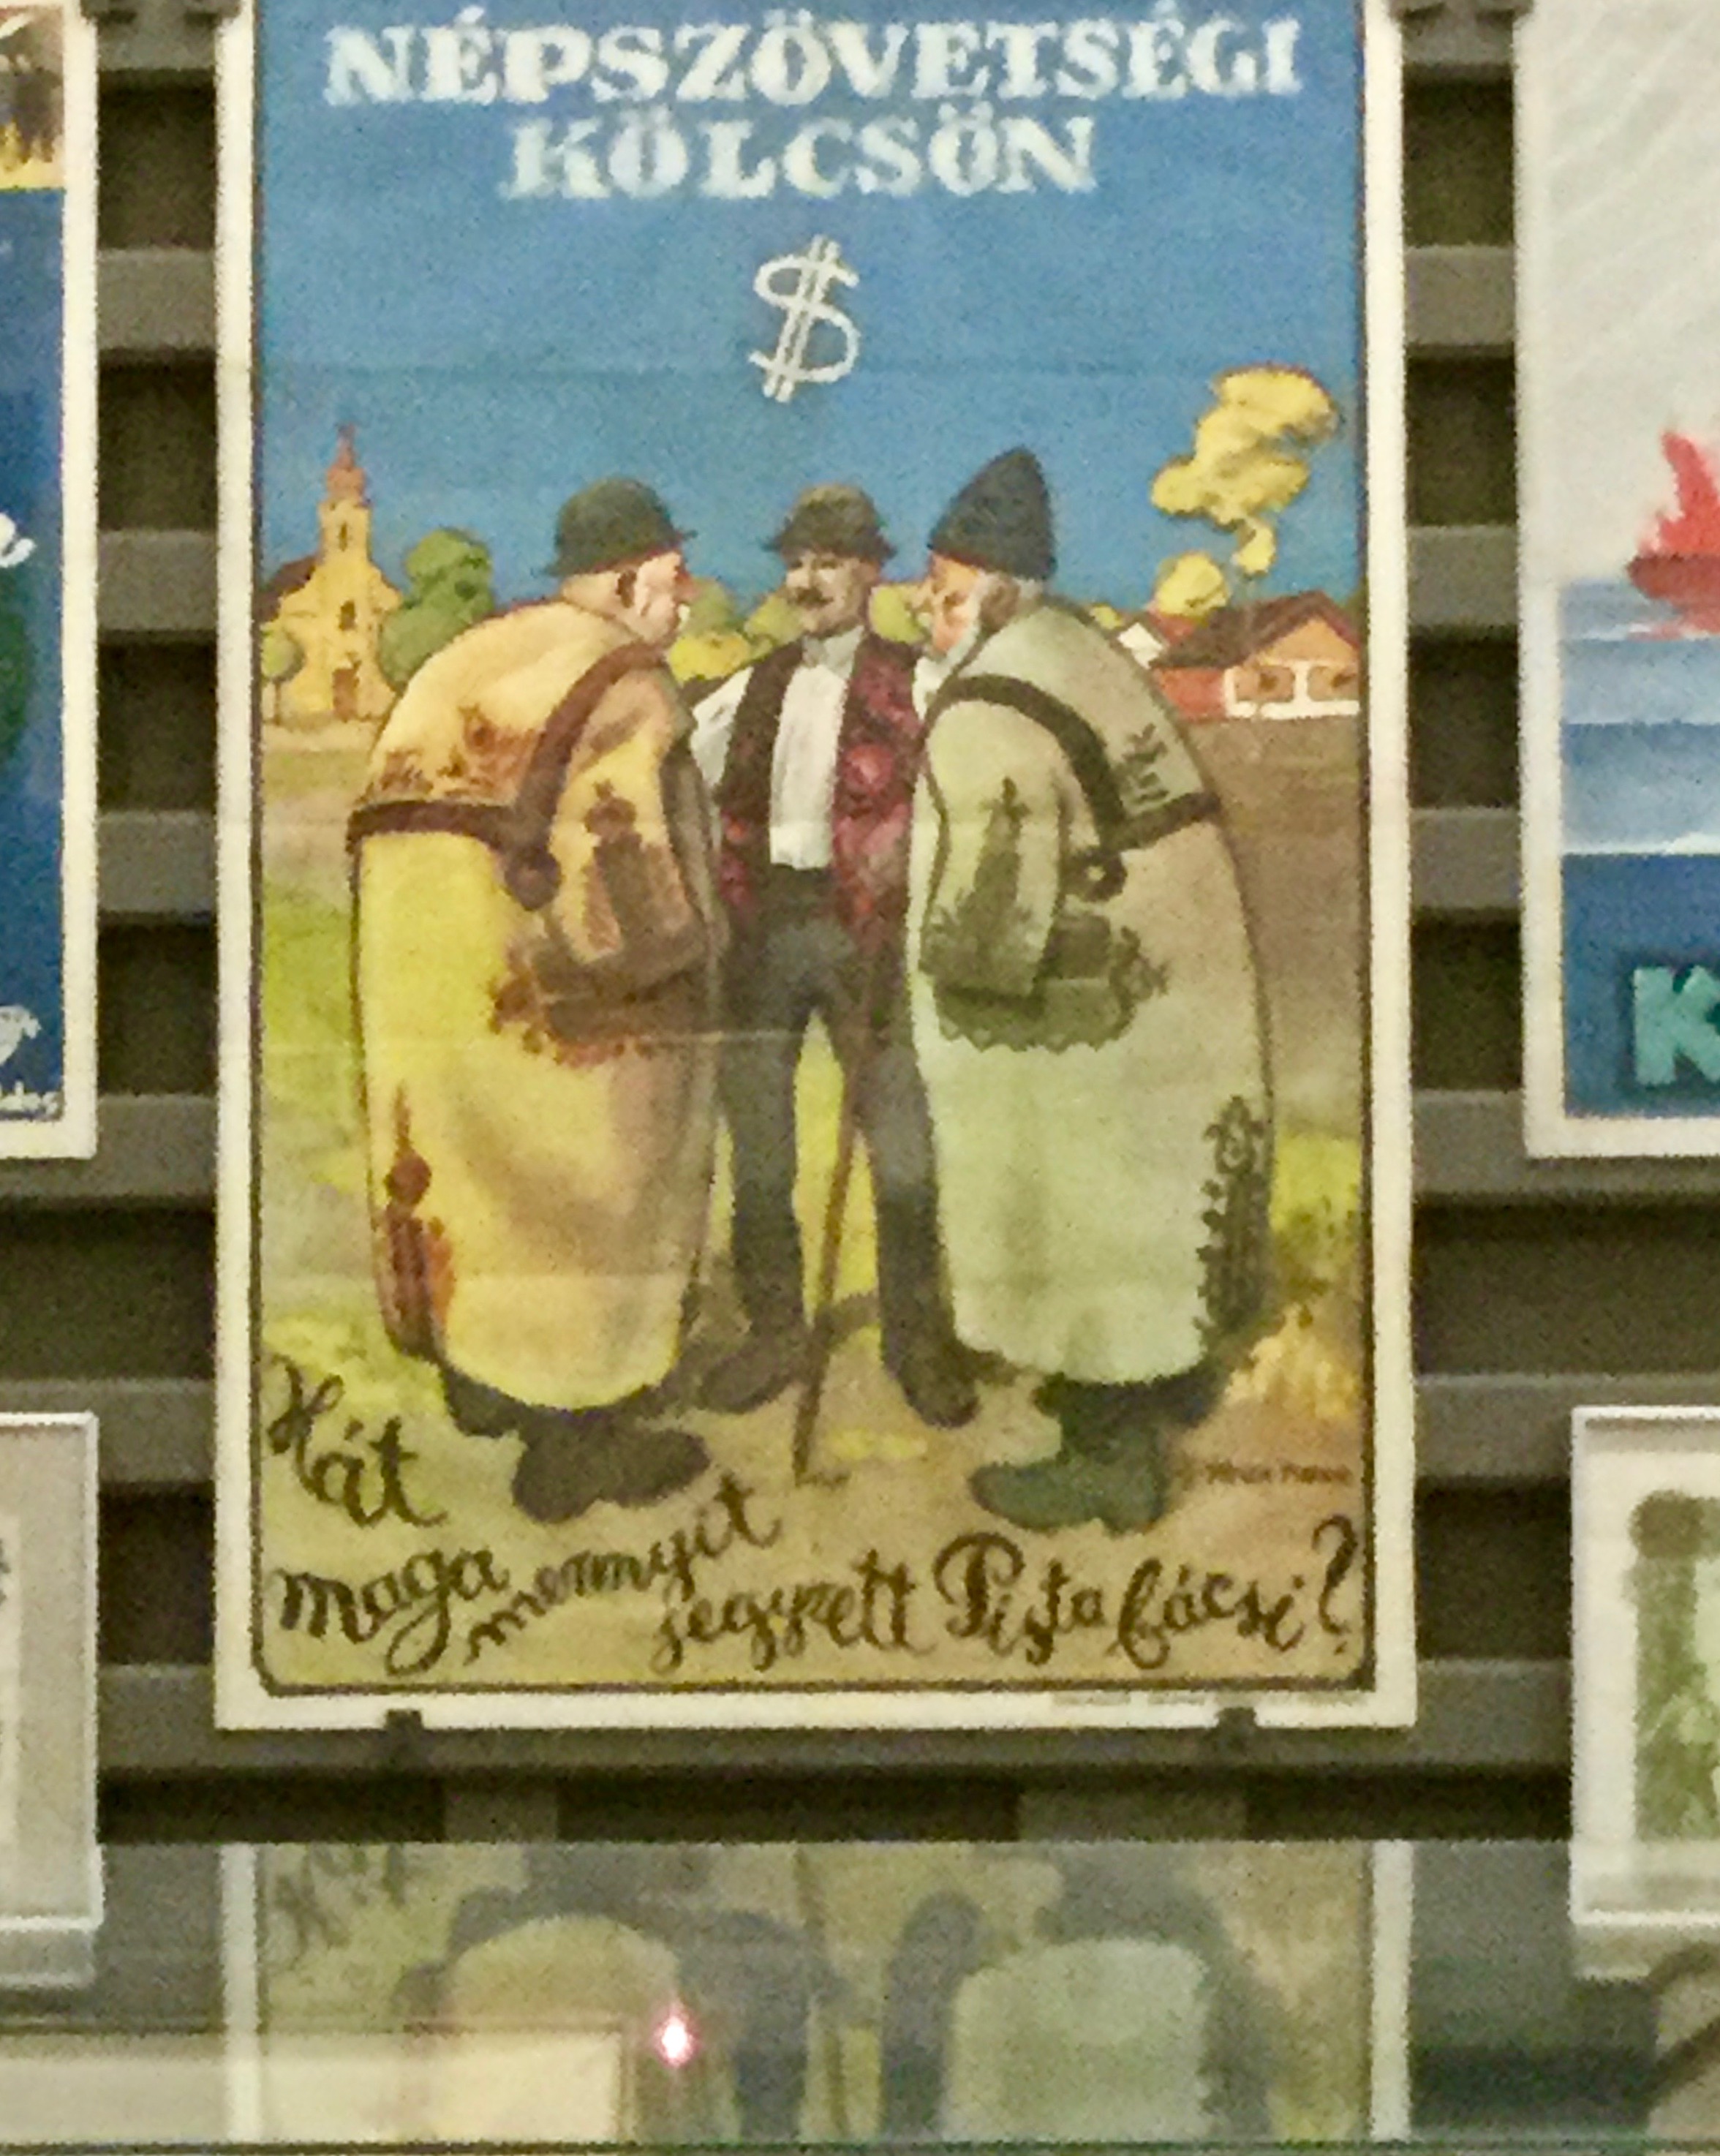 NÉPSZÖVETSÉGI
KÖLCSÖN
$
Hát
maga mennyit
jegyzett Pista bácsi?
K